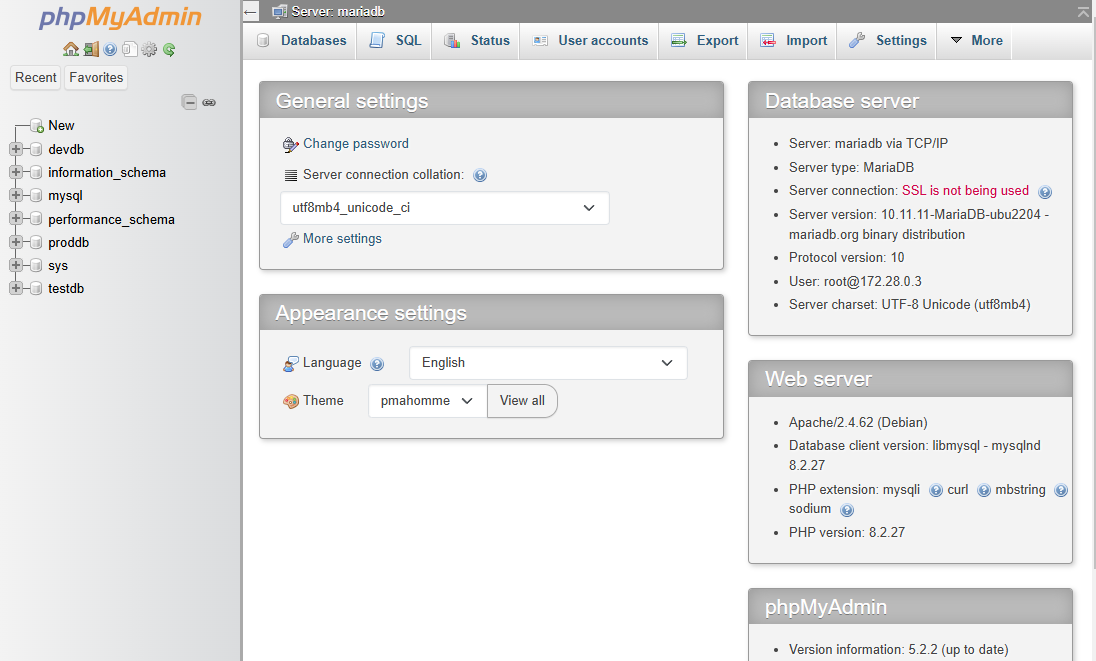 phpMyAdmin
Recent Favorites
New
devdb
information_schema
mysql
performance_schema
proddb
sys
testdb
Server: mariadb
Databases SQL Status User accounts Export Import Settings More
General settings
Change password
Server connection collation:
utf8mb4_unicode_ci
More settings
Appearance settings
Language English
Theme pmahomme View all
Database server
Server: mariadb via TCP/IP
Server type: MariaDB
Server connection: SSL is not being used
Server version: 10.11.11-MariaDB-ubu2204 -
mariadb.org binary distribution
Protocol version: 10
User: root@172.28.0.3
Server charset: UTF-8 Unicode (utf8mb4)
Web server
Apache/2.4.62 (Debian)
Database client version: libmysql - mysqlnd
8.2.27
PHP extension: mysqli curl mbstring
sodium
PHP version: 8.2.27
phpMyAdmin
Version information: 5.2.2 (up to date)